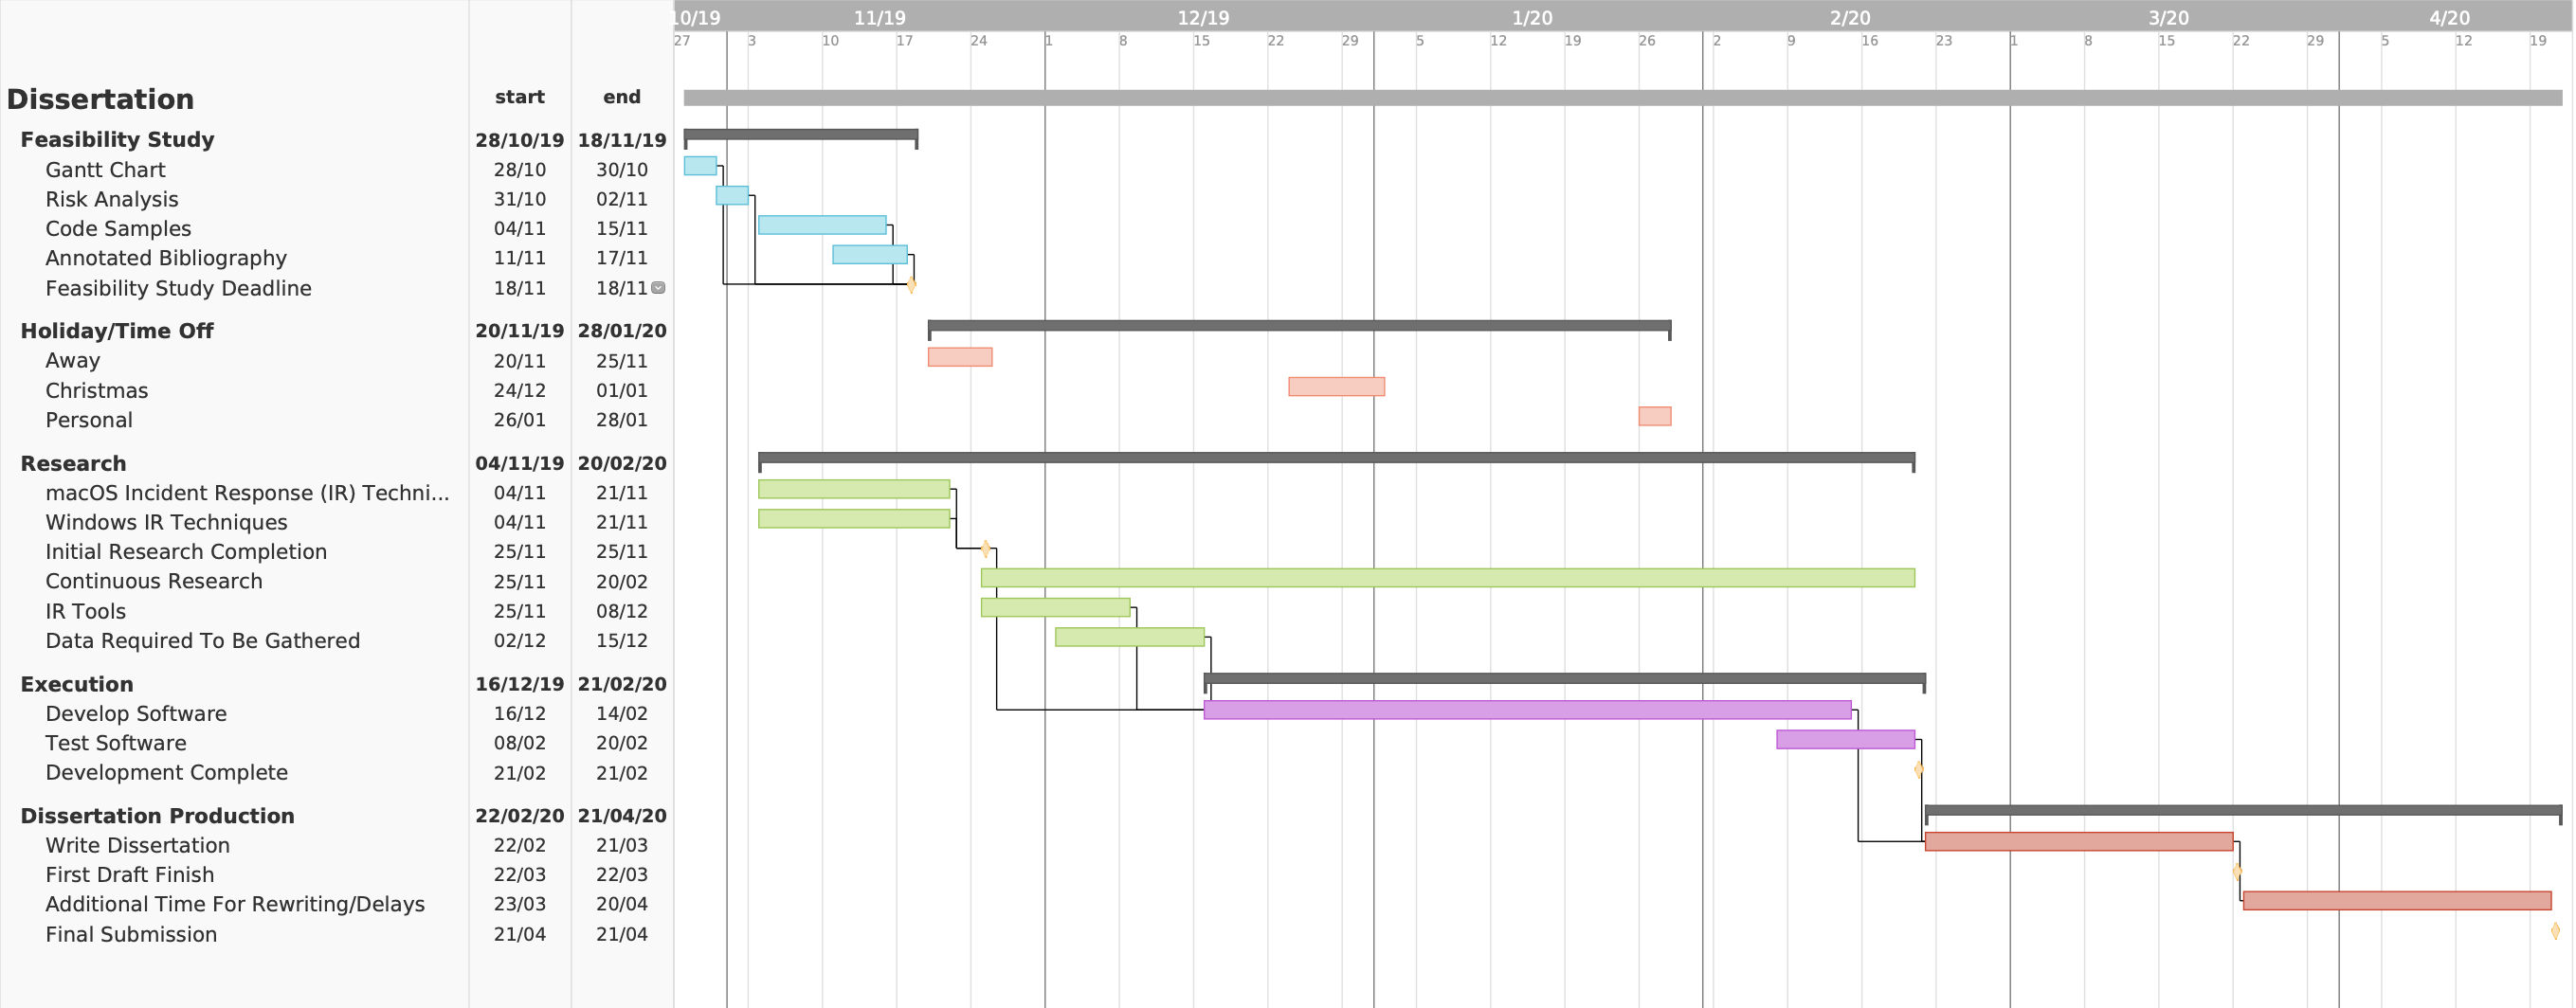 10/19 11/19 12/19 1/20 2/20 3/20 4/20
27 3 10 17 24 1 8 15 22 29 5 12 19 26 2 9 16 23 1 8 15 22 29 5 12 19
Dissertation start end
Feasibility Study 28/10/19 18/11/19
Gantt Chart 28/10 30/10
Risk Analysis 31/10 02/11
Code Samples 04/11 15/11
Annotated Bibliography 11/11 17/11
Feasibility Study Deadline 18/11 18/11
Holiday/Time Off 20/11/19 28/01/20
Away 20/11 25/11
Christmas 24/12 01/01
Personal 26/01 28/01
Research 04/11/19 20/02/20
macOS Incident Response (IR) Techni... 04/11 21/11
Windows IR Techniques 04/11 21/11
Initial Research Completion 25/11 25/11
Continuous Research 25/11 20/02
IR Tools 25/11 08/12
Data Required To Be Gathered 02/12 15/12
Execution 16/12/19 21/02/20
Develop Software 16/12 14/02
Test Software 08/02 20/02
Development Complete 21/02 21/02
Dissertation Production 22/02/20 21/04/20
Write Dissertation 22/02 21/03
First Draft Finish 22/03 22/03
Additional Time For Rewriting/Delays 23/03 20/04
Final Submission 21/04 21/04